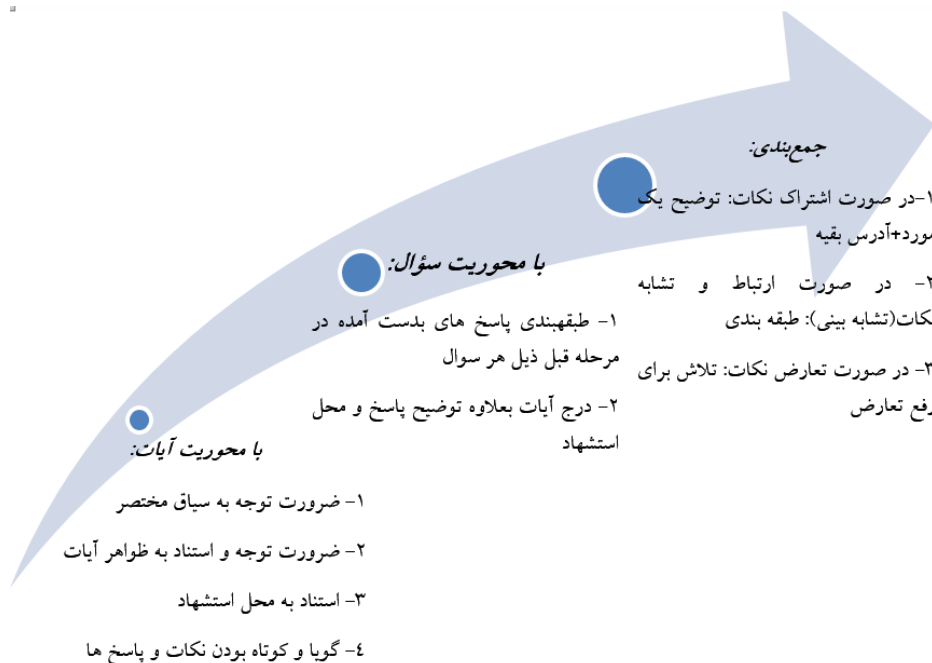 با محوریت آیات:
۱- ضرورت توجه به سیاق مختصر
۲- ضرورت توجه و استناد به ظواهر آیات
۳- استناد به محل استشهاد
٤- گویا و کوتاه بودن نکات و پاسخ ها
با محوریت سؤال:
۱- طبقهبندی پاسخ های بدست آمده در
مرحله قبل ذیل هر سوال
۲- درج آیات بعلاوه توضیح پاسخ و محل
استشهاد
جمع‌بندی:
۱-در صورت اشتراک نکات: توضیح یک
مورد+آدرس بقیه
۲- در صورت ارتباط و تشابه
نکات(تشابه بینی): طبقه بندی
۳- در صورت تعارض نکات: تلاش برای
رفع تعارض